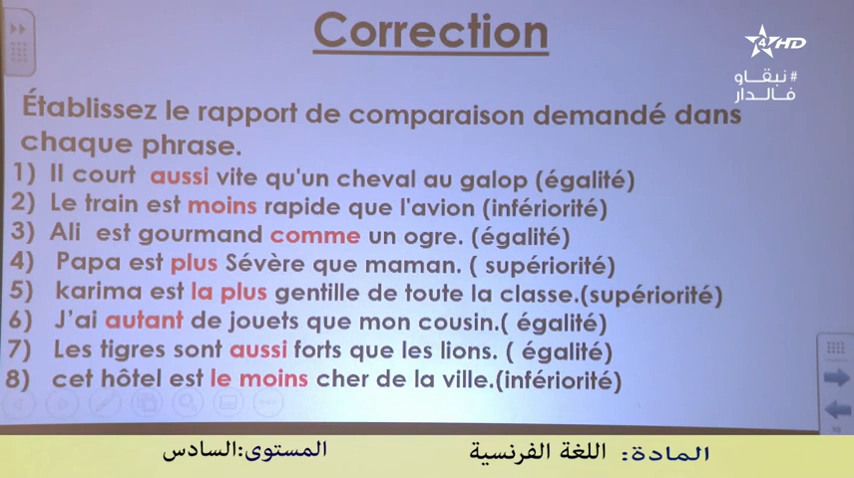 Correction
4 HD
# نبقاو
فالدار
Établissez le rapport de comparaison demandé dans
chaque phrase.
1) Il court aussi vite qu'un cheval au galop (égalité)
2) Le train est moins rapide que l'avion (infériorité)
3) Ali est gourmand comme un ogre. (égalité)
4) Papa est plus Sévère que maman. ( supériorité)
5) karima est la plus gentille de toute la classe.(supériorité)
6) J'ai autant de jouets que mon cousin.( égalité)
7) Les tigres sont aussi forts que les lions. ( égalité)
8) cet hôtel est le moins cher de la ville.(infériorité)
المادة: اللغة الفرنسية المستوى:السادس